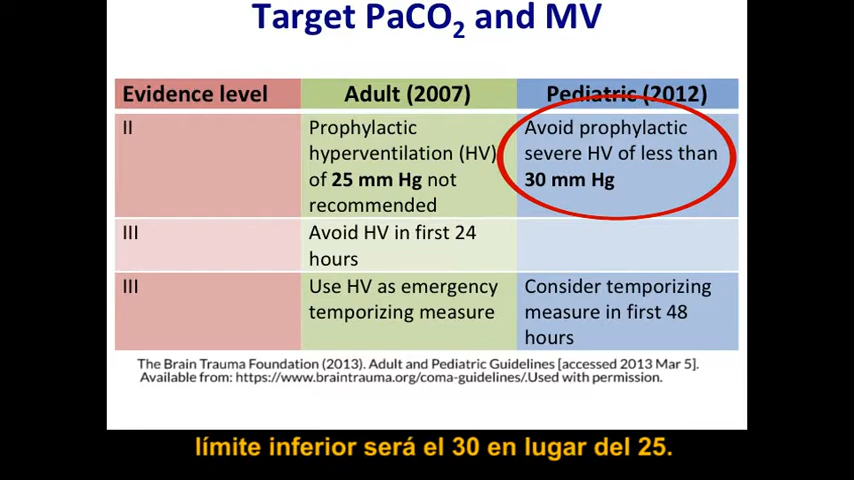 Target PaCO₂ and MV
Evidence level Adult (2007) Pediatric (2012)
II
Prophylactic
hyperventilation (HV)
of 25 mm Hg not
recommended
Avoid prophylactic
severe HV of less than
30 mm Hg
III
Avoid HV in first 24
hours
III
Use HV as emergency
temporizing measure
Consider temporizing
measure in first 48
hours
The Brain Trauma Foundation (2013). Adult and Pediatric Guidelines [accessed 2013 Mar 5].
Available from: https://www.braintrauma.org/coma-guidelines/.Used with permission.
límite inferior será el 30 en lugar del 25.